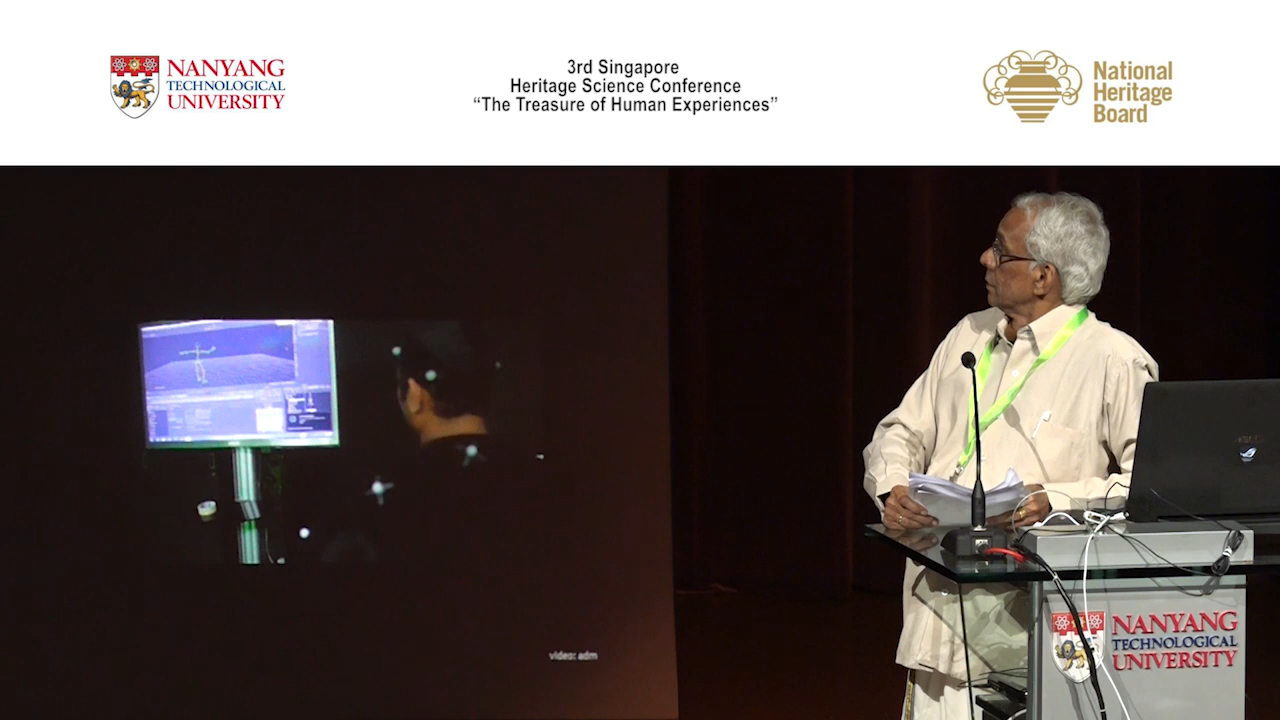 NANYANG
TECHNOLOGICAL
UNIVERSITY
3rd Singapore
Heritage Science Conference
“The Treasure of Human Experiences”
National
Heritage
Board
video: adm
NANYANG
TECHNOLOGICAL
UNIVERSITY